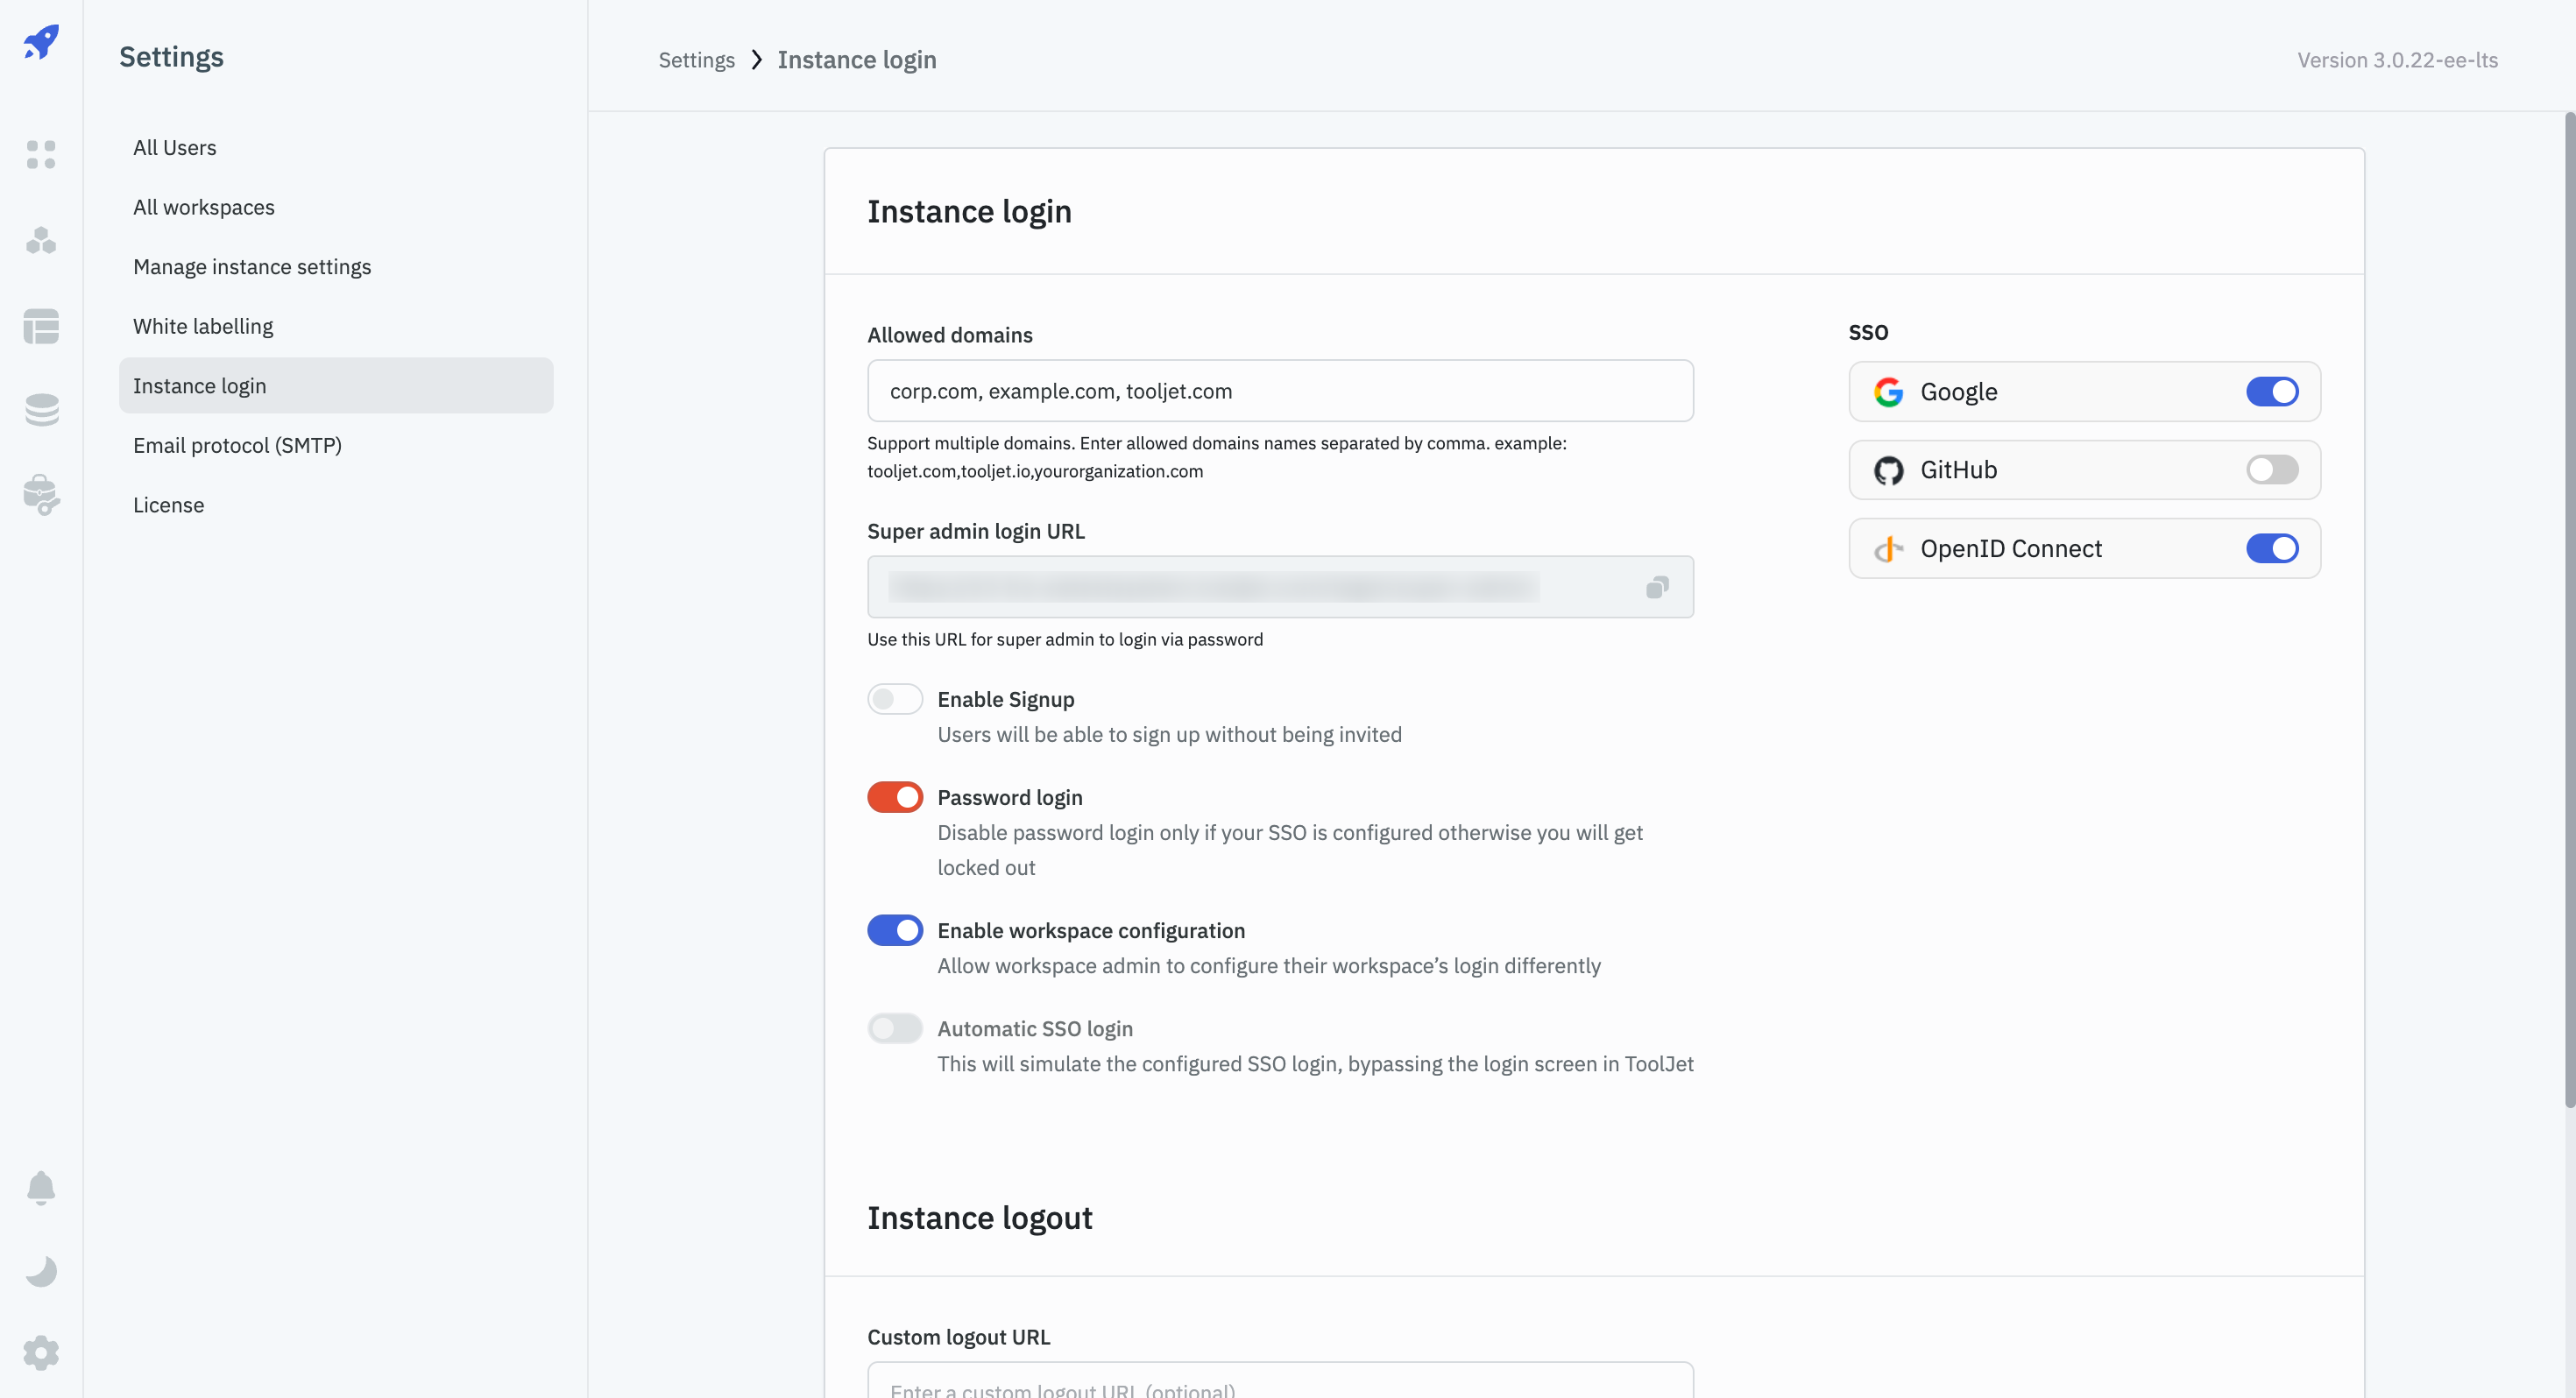 Settings
All Users
All workspaces
Manage instance settings
White labelling
Instance login
Email protocol (SMTP)
License
Settings
Instance login
Version 3.0.22-ee-lts
Instance login
Allowed domains
corp.com, example.com, tooljet.com
Support multiple domains. Enter allowed domains names separated by comma. example:
tooljet.com,tooljet.io,yourorganization.com
Super admin login URL
Use this URL for super admin to login via password
Enable Signup
Users will be able to sign up without being invited
Password login
Disable password login only if your SSO is configured otherwise you will get
locked out
Enable workspace configuration
Allow workspace admin to configure their workspace’s login differently
Automatic SSO login
This will simulate the configured SSO login, bypassing the login screen in ToolJet
SSO
Google
GitHub
OpenID Connect
Instance logout
Custom logout URL
Enter a custom logout URL (optional)